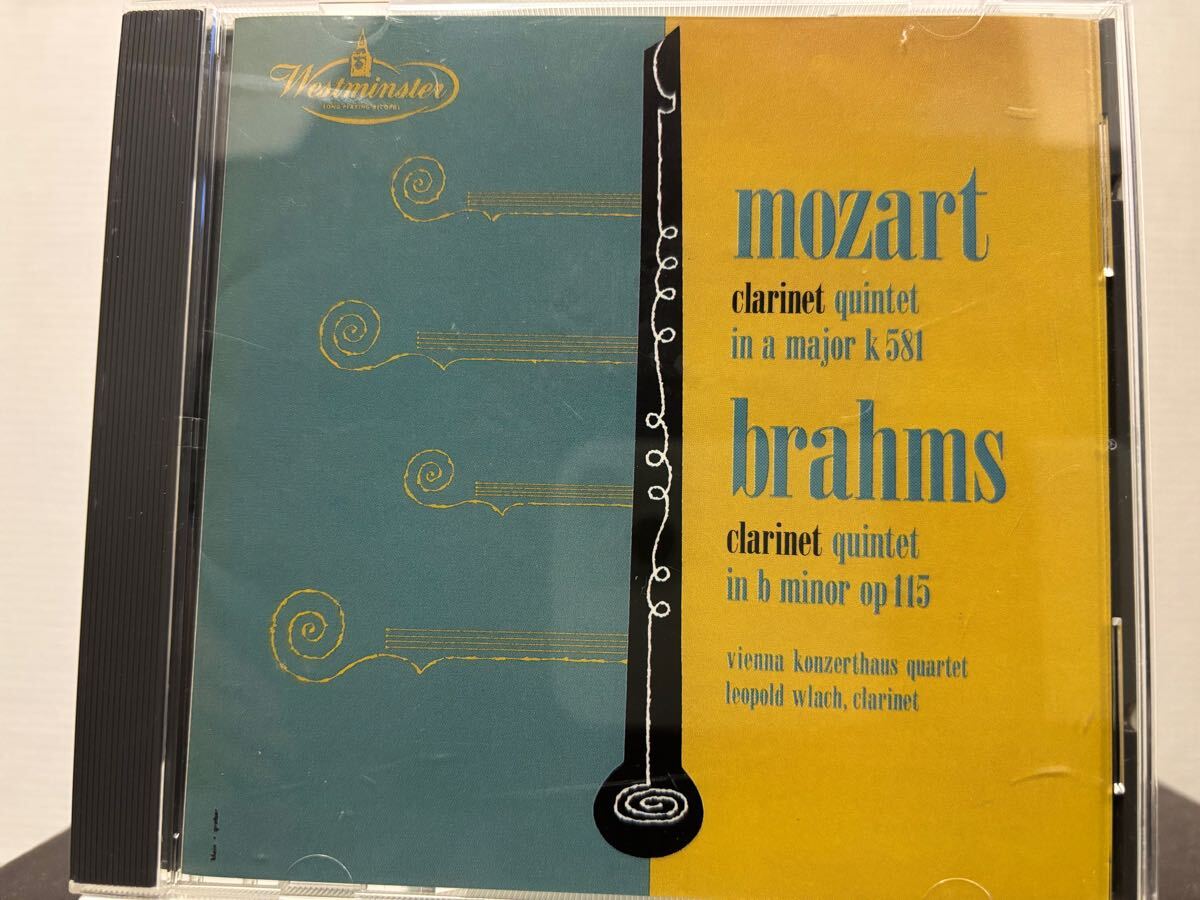 Westminster
LONG PLAYING RECORDS
mozart
clarinet quintet
in a major k 581
brahms
clarinet quintet
in b minor op 115
vienna konzerthaus quartet
leopold wlach, clarinet